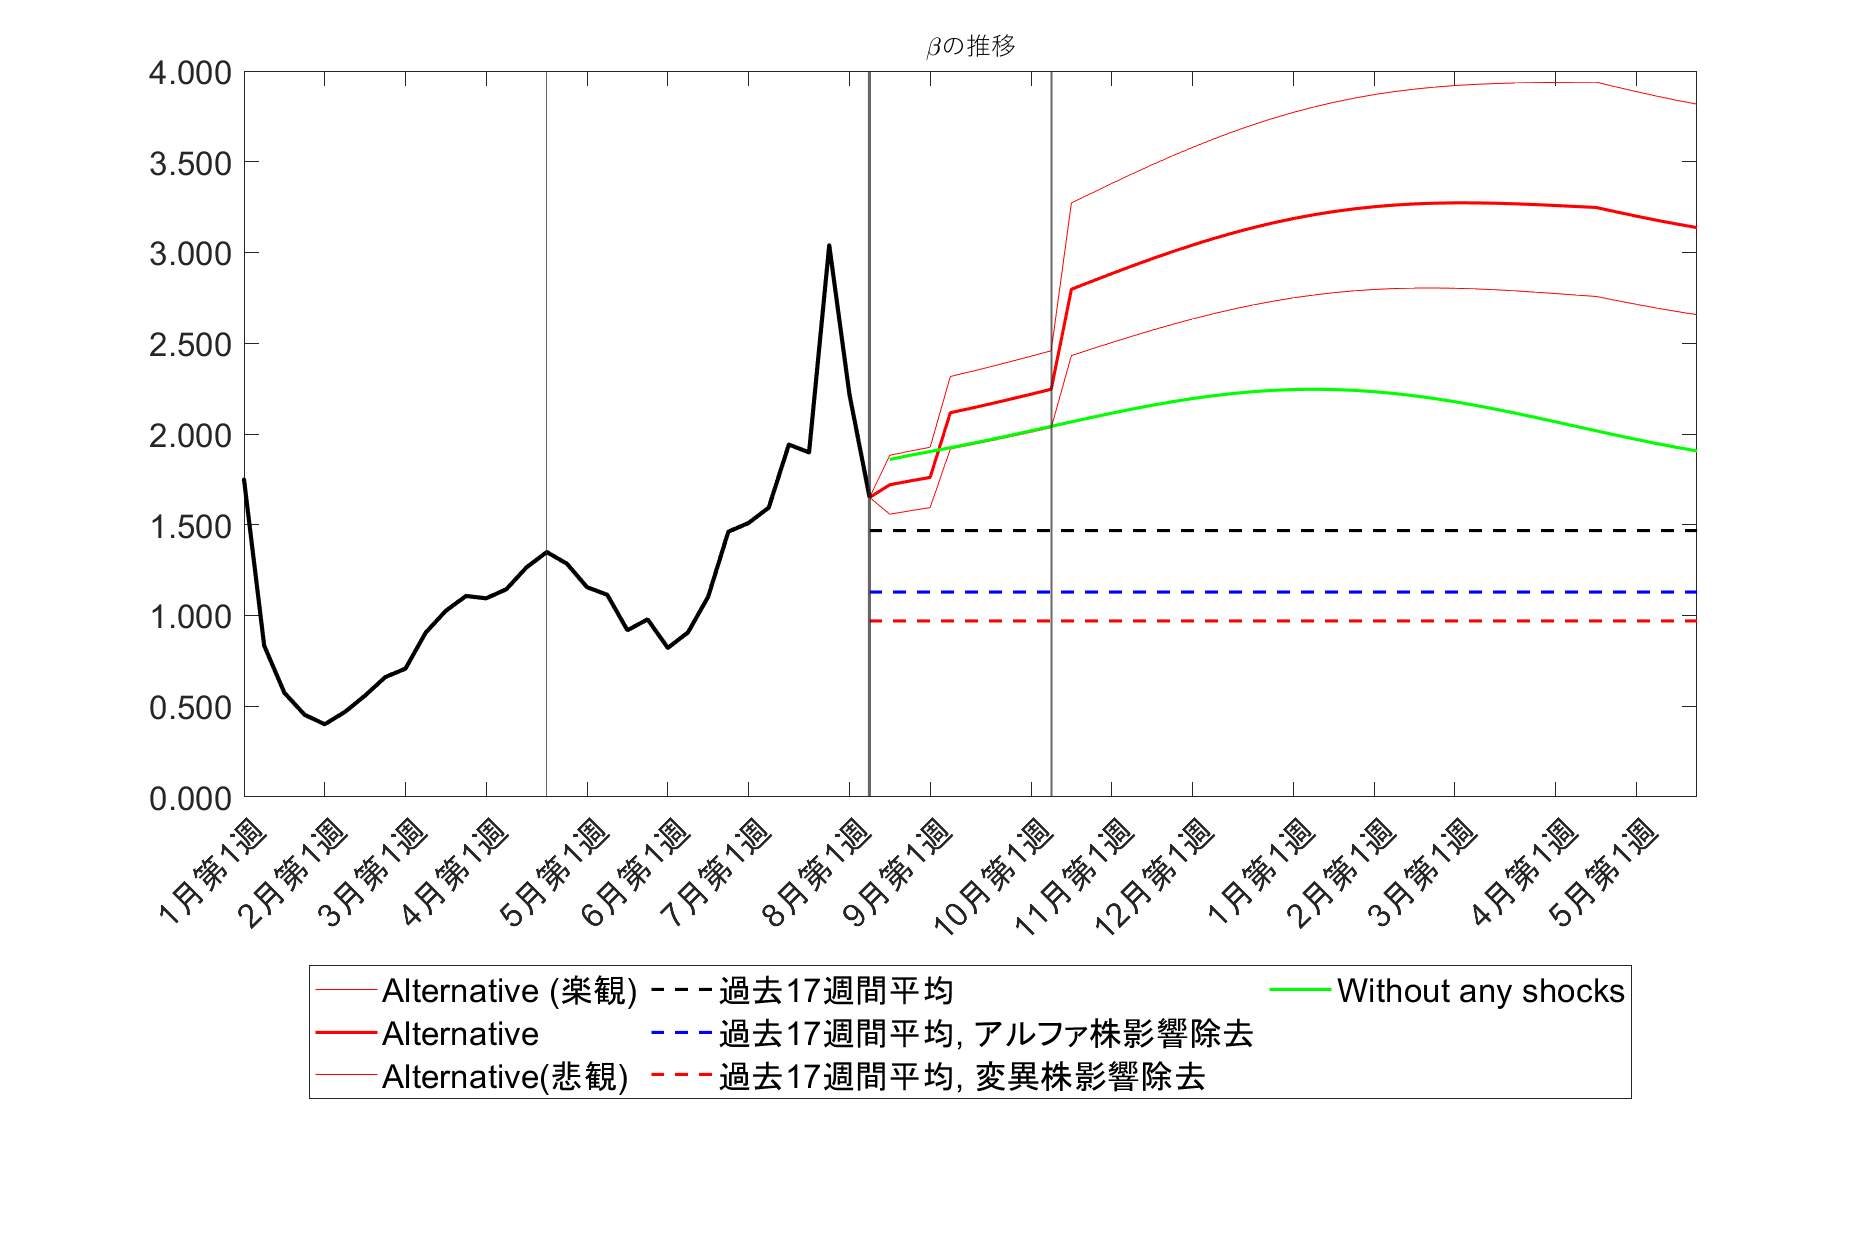 βの推移
4.000
3.500
3.000
2.500
2.000
1.500
1.000
0.500
0.000
1月第1週
2月第1週
3月第1週
4月第1週
5月第1週
6月第1週
7月第1週
8月第1週
9月第1週
10月第1週
11月第1週
12月第1週
1月第1週
2月第1週
3月第1週
4月第1週
5月第1週
Alternative (楽観)
Alternative
Alternative(悲観)
過去17週間平均
過去17週間平均, アルファ株影響除去
過去17週間平均, 変異株影響除去
Without any shocks